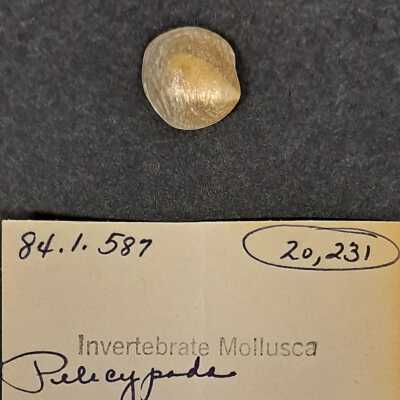 84.1.587 20,231
Invertebrate Mollusca
Pelecypoda